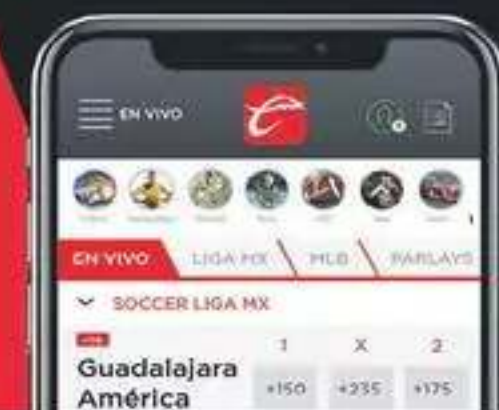 EN VIVO
EN VIVO LIGA MX MLB PARLAYS
SOCCER LIGA MX
1 X 2
Guadalajara
América
+150 +235 +175